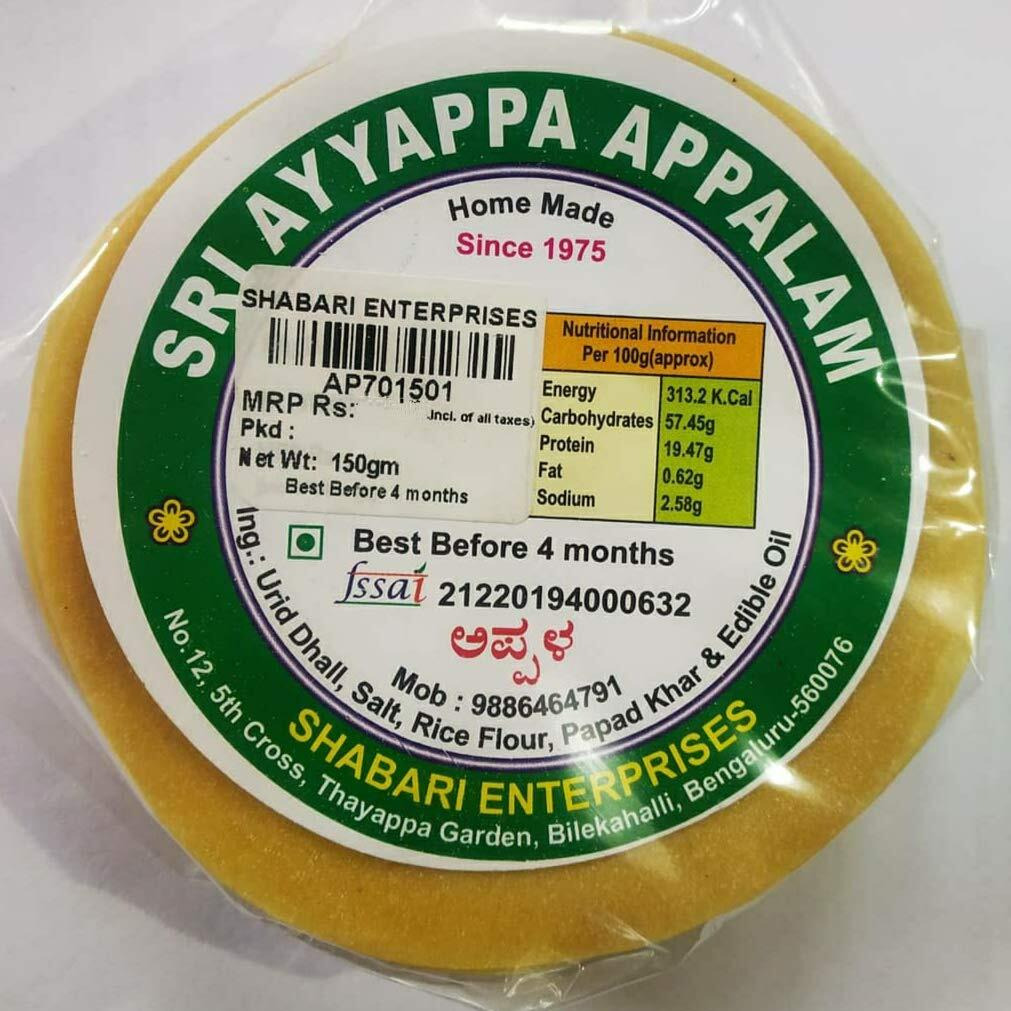 SRI AYYAPPA APPALAM
Home Made
Since 1975
SHABARI ENTERPRISES
AP701501
MRP Rs:
.Incl. of all taxes)
Pkd :
Net Wt: 150gm
Best Before 4 months
Nutritional Information
Per 100g(approx)
Energy 313.2 K.Cal
Carbohydrates 57.45g
Protein 19.47g
Fat 0.62g
Sodium 2.58g
Best Before 4 months
fssai 21220194000632
ಅಪ್ಪಳ
Mob : 9886464791
Ing.: Urid Dhall, Salt, Rice Flour, Papad Khar & Edible Oil
SHABARI ENTERPRISES
No.12, 5th Cross, Thayappa Garden, Bilekahalli, Bengaluru-560076